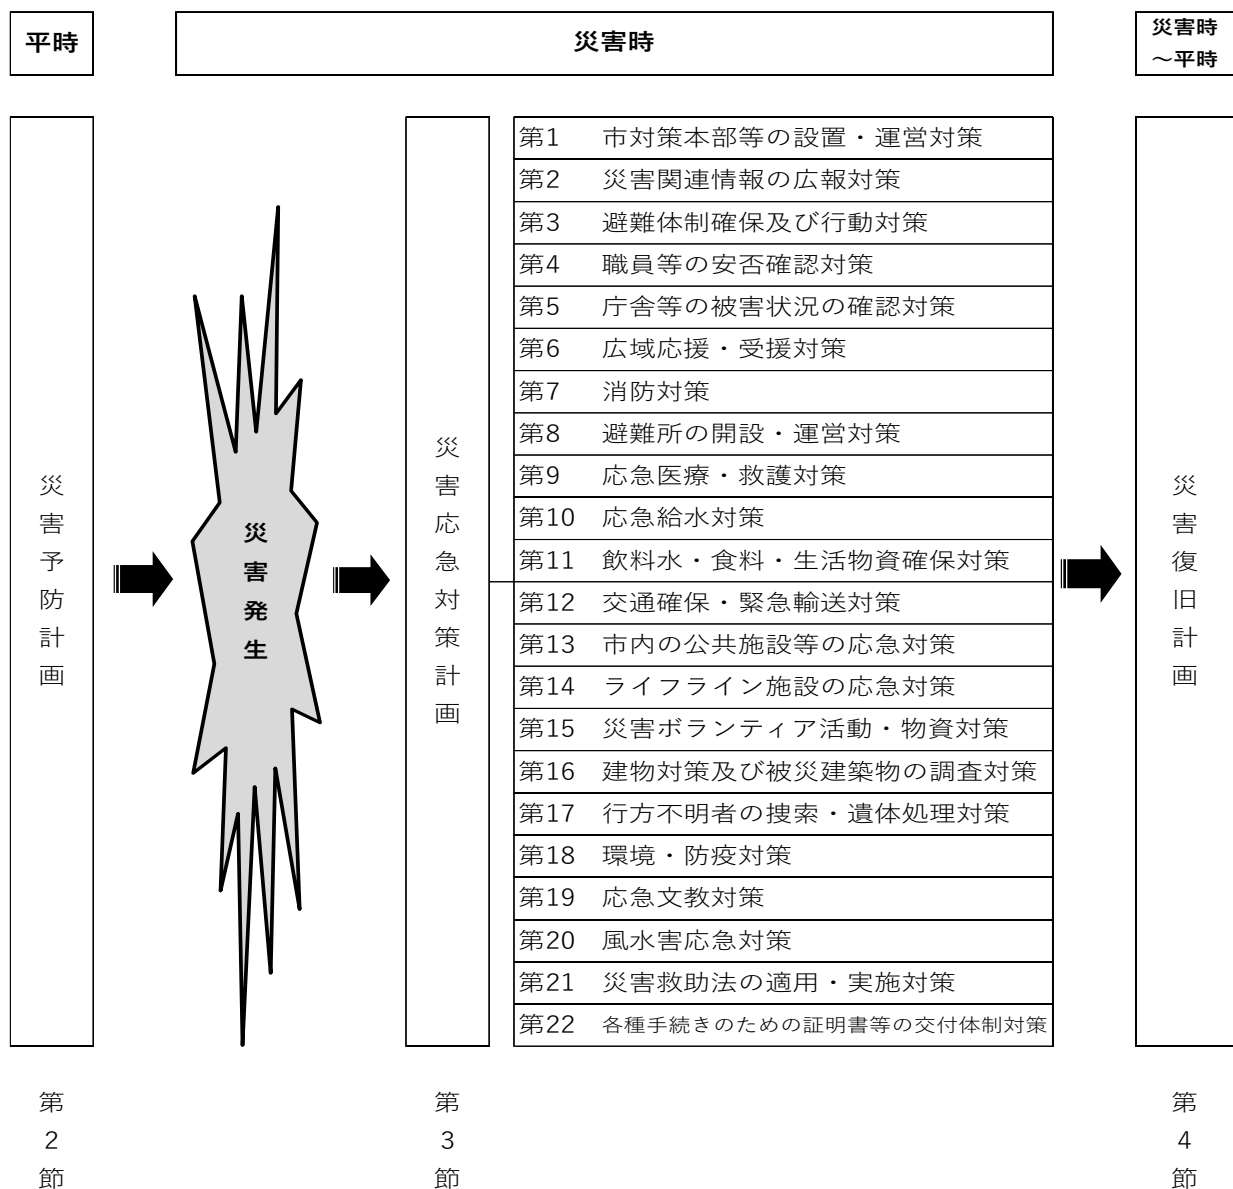 平時
災害時
災害時
～平時
災害予防計画
災害発生
災害応急対策計画
第1 市対策本部等の設置・運営対策
第2 災害関連情報の広報対策
第3 避難体制確保及び行動対策
第4 職員等の安否確認対策
第5 庁舎等の被害状況の確認対策
第6 広域応援・受援対策
第7 消防対策
第8 避難所の開設・運営対策
第9 応急医療・救護対策
第10 応急給水対策
第11 飲料水・食料・生活物資確保対策
第12 交通確保・緊急輸送対策
第13 市内の公共施設等の応急対策
第14 ライフライン施設の応急対策
第15 災害ボランティア活動・物資対策
第16 建物対策及び被災建築物の調査対策
第17 行方不明者の捜索・遺体処理対策
第18 環境・防疫対策
第19 応急文教対策
第20 風水害応急対策
第21 災害救助法の適用・実施対策
第22 各種手続きのための証明書等の交付体制対策
災害復旧計画
第2節
第3節
第4節